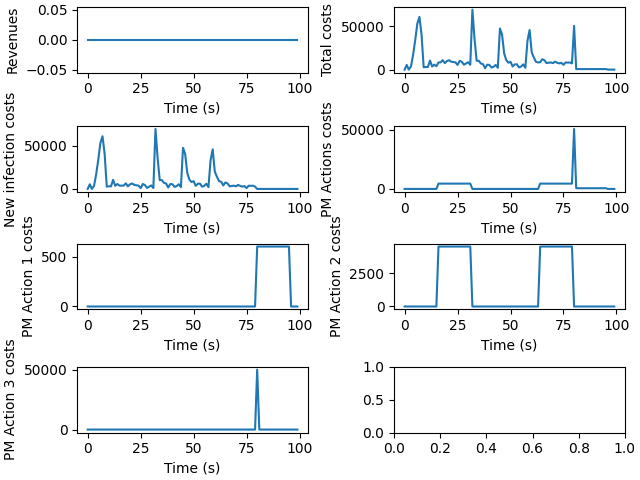 Revenues
0.05
0.00
−0.05
0 25 50 75 100
Time (s)
Total costs
50000
0
0 25 50 75 100
Time (s)
New infection costs
50000
0
0 25 50 75 100
Time (s)
PM Actions costs
50000
0
0 25 50 75 100
Time (s)
PM Action 1 costs
500
0
0 25 50 75 100
Time (s)
PM Action 2 costs
2500
0
0 25 50 75 100
Time (s)
PM Action 3 costs
50000
0
0 25 50 75 100
Time (s)
1.0
0.5
0.0
0.0 0.2 0.4 0.6 0.8 1.0